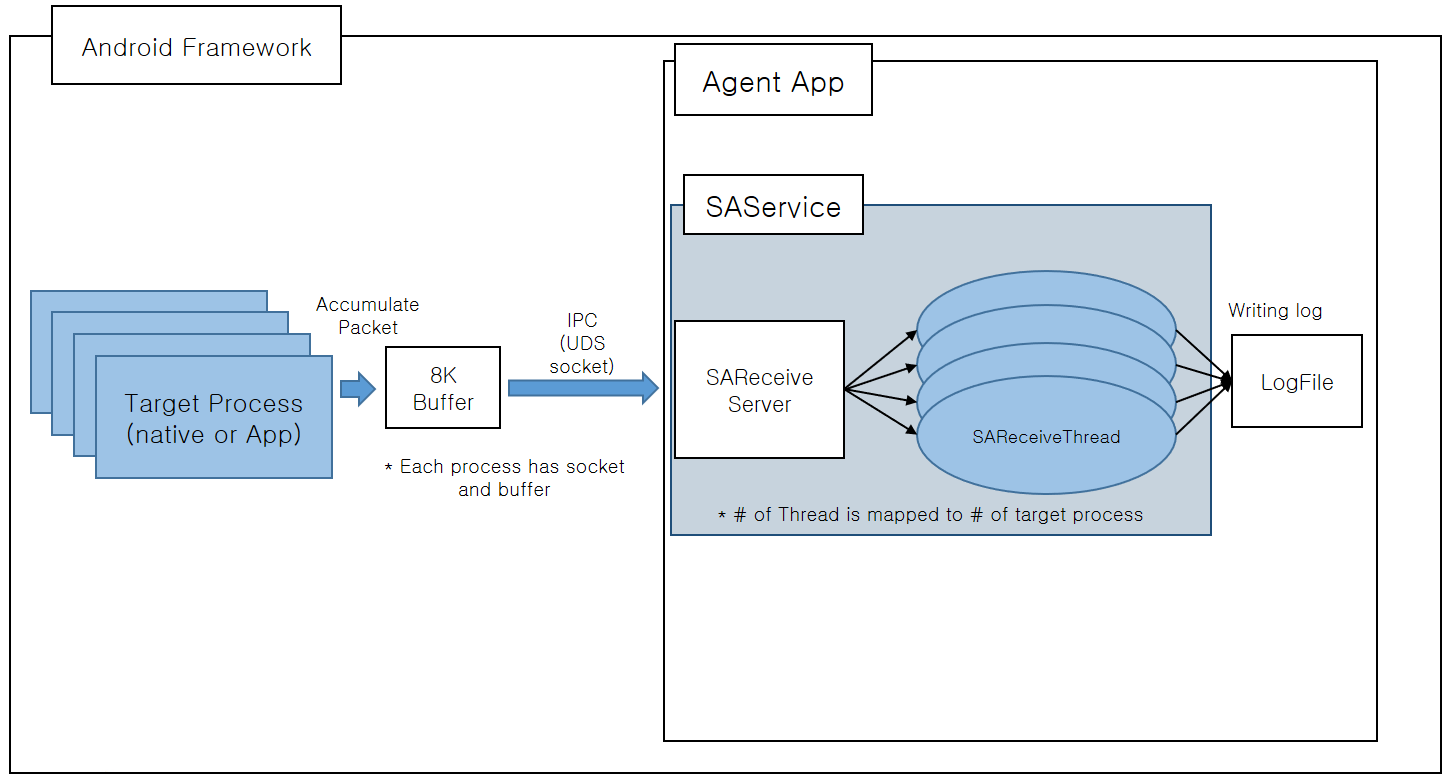 Android Framework
Agent App
SAService
Accumulate
Packet
IPC
(UDS
socket)
Writing log
Target Process
(native or App)
8K
Buffer
SAReceive
Server
SAReceiveThread
LogFile
* Each process has socket
and buffer
* # of Thread is mapped to # of target process